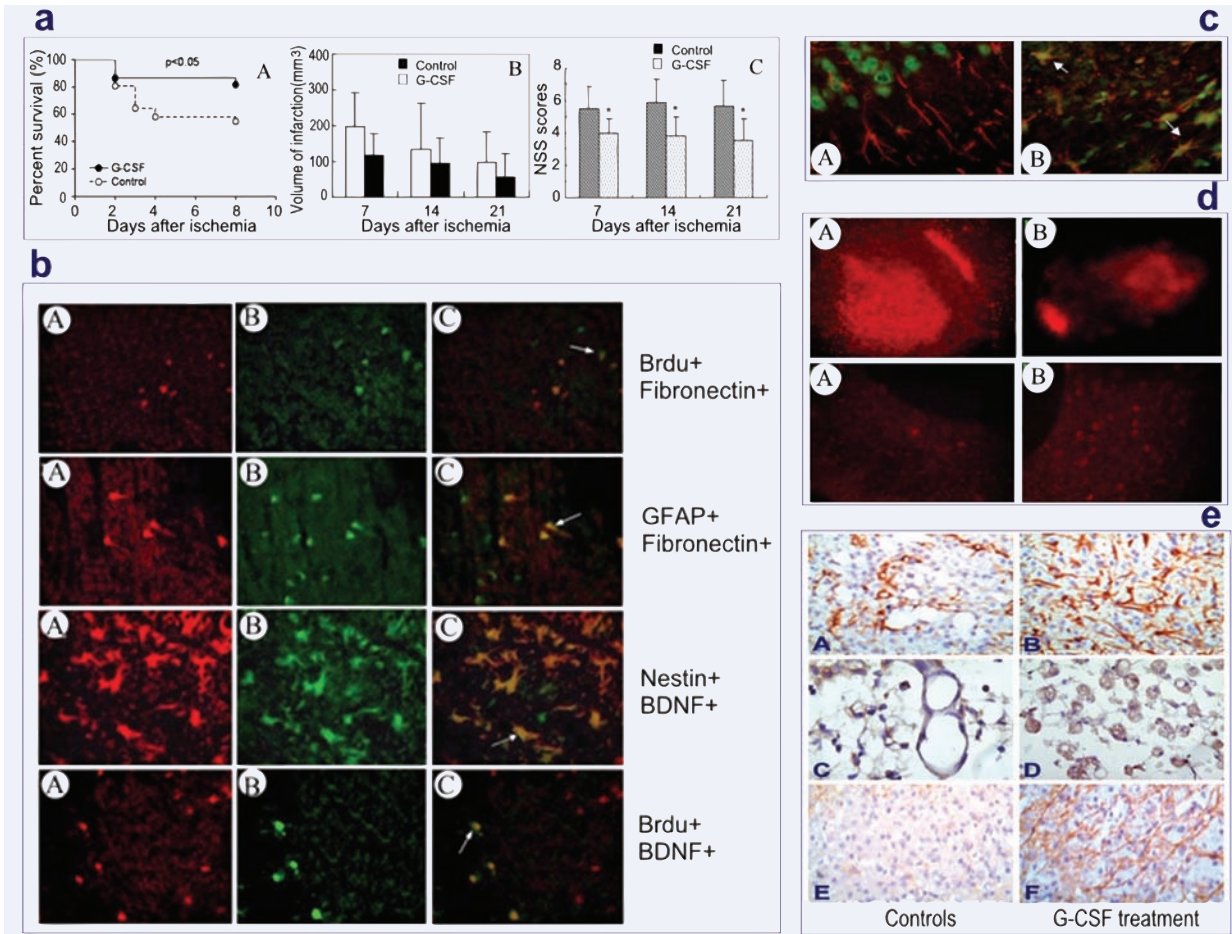 a
p<0.05
A
Percent survival (%)
100
80
60
40
20
0
G-CSF
Control
0 2 4 6 8 10
Days after ischemia
B
Control
G-CSF
Volume of infarction(mm3)
400
300
200
100
0
7 14 21
Days after ischemia
C
Control
G-CSF
NSS scores
8
6
4
2
0
* * *
7 14 21
Days after ischemia
b
A B C
Brdu+
Fibronectin+
A B C
GFAP+
Fibronectin+
A B C
Nestin+
BDNF+
A B C
Brdu+
BDNF+
c
A B
d
A B
A B
e
A B
C D
E F
Controls G-CSF treatment